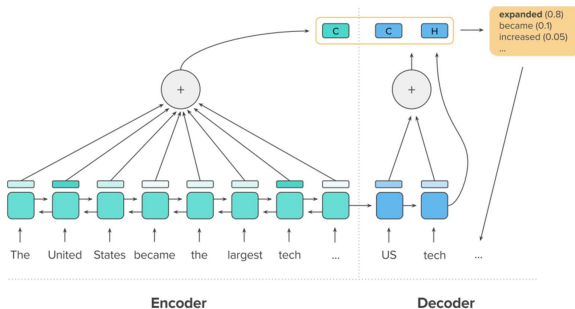 C C H
expanded (0.8)
became (0.1)
increased (0.05)
...
+ +
The United States became the largest tech ... US tech ...
Encoder Decoder